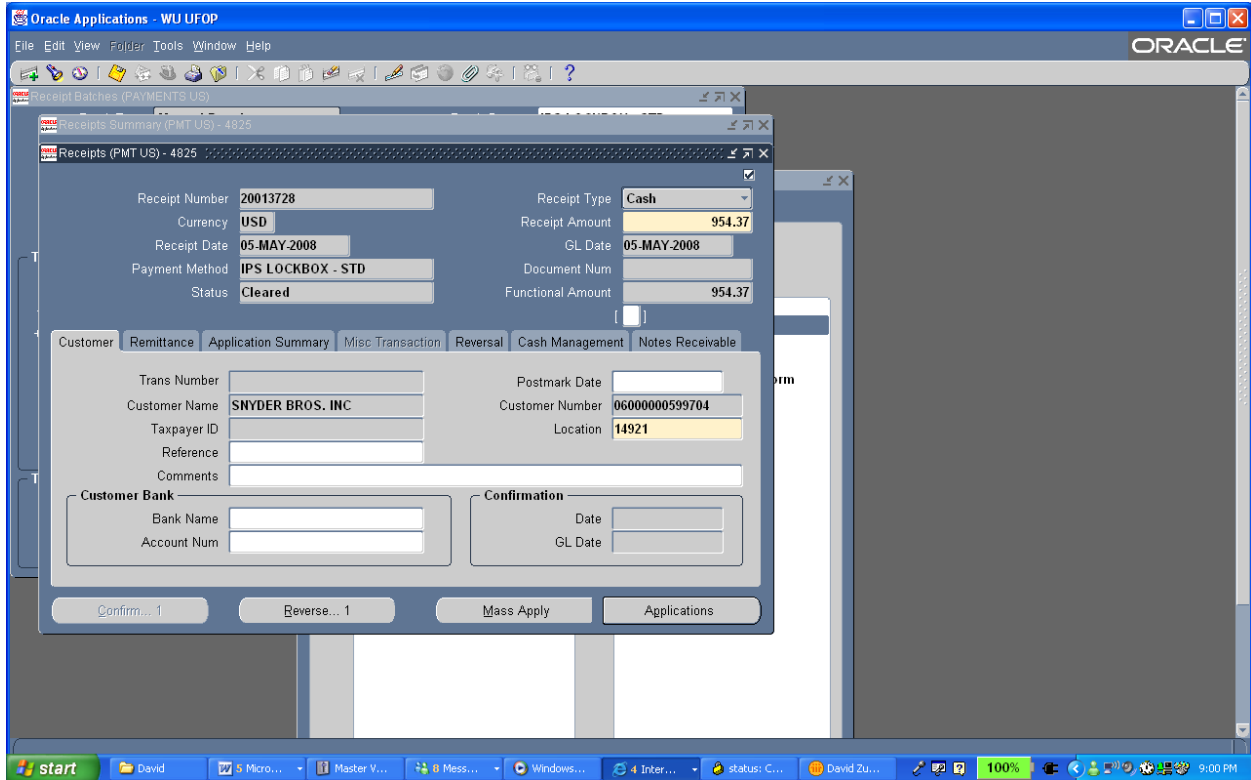 Oracle Applications - WU UFOP
File Edit View Folder Tools Window Help
ORACLE
Receipt Batches (PAYMENTS US)
Receipts Summary (PMT US) - 4825
Receipts (PMT US) - 4825
Receipt Number 20013728 Receipt Type Cash
Currency USD Receipt Amount 954.37
Receipt Date 05-MAY-2008 GL Date 05-MAY-2008
Payment Method IPS LOCKBOX - STD Document Num
Status Cleared Functional Amount 954.37
[ ]
Customer Remittance Application Summary Misc Transaction Reversal Cash Management Notes Receivable
Trans Number Postmark Date
Customer Name SNYDER BROS. INC Customer Number 06000000599704
Taxpayer ID Location 14921
Reference
Comments
Customer Bank Confirmation
Bank Name Date
Account Num GL Date
Confirm... 1 Reverse... 1 Mass Apply Applications
start David 5 Micro... Master V... 8 Mess... Windows... 4 Inter... status: C... David Zu... 100% 9:00 PM